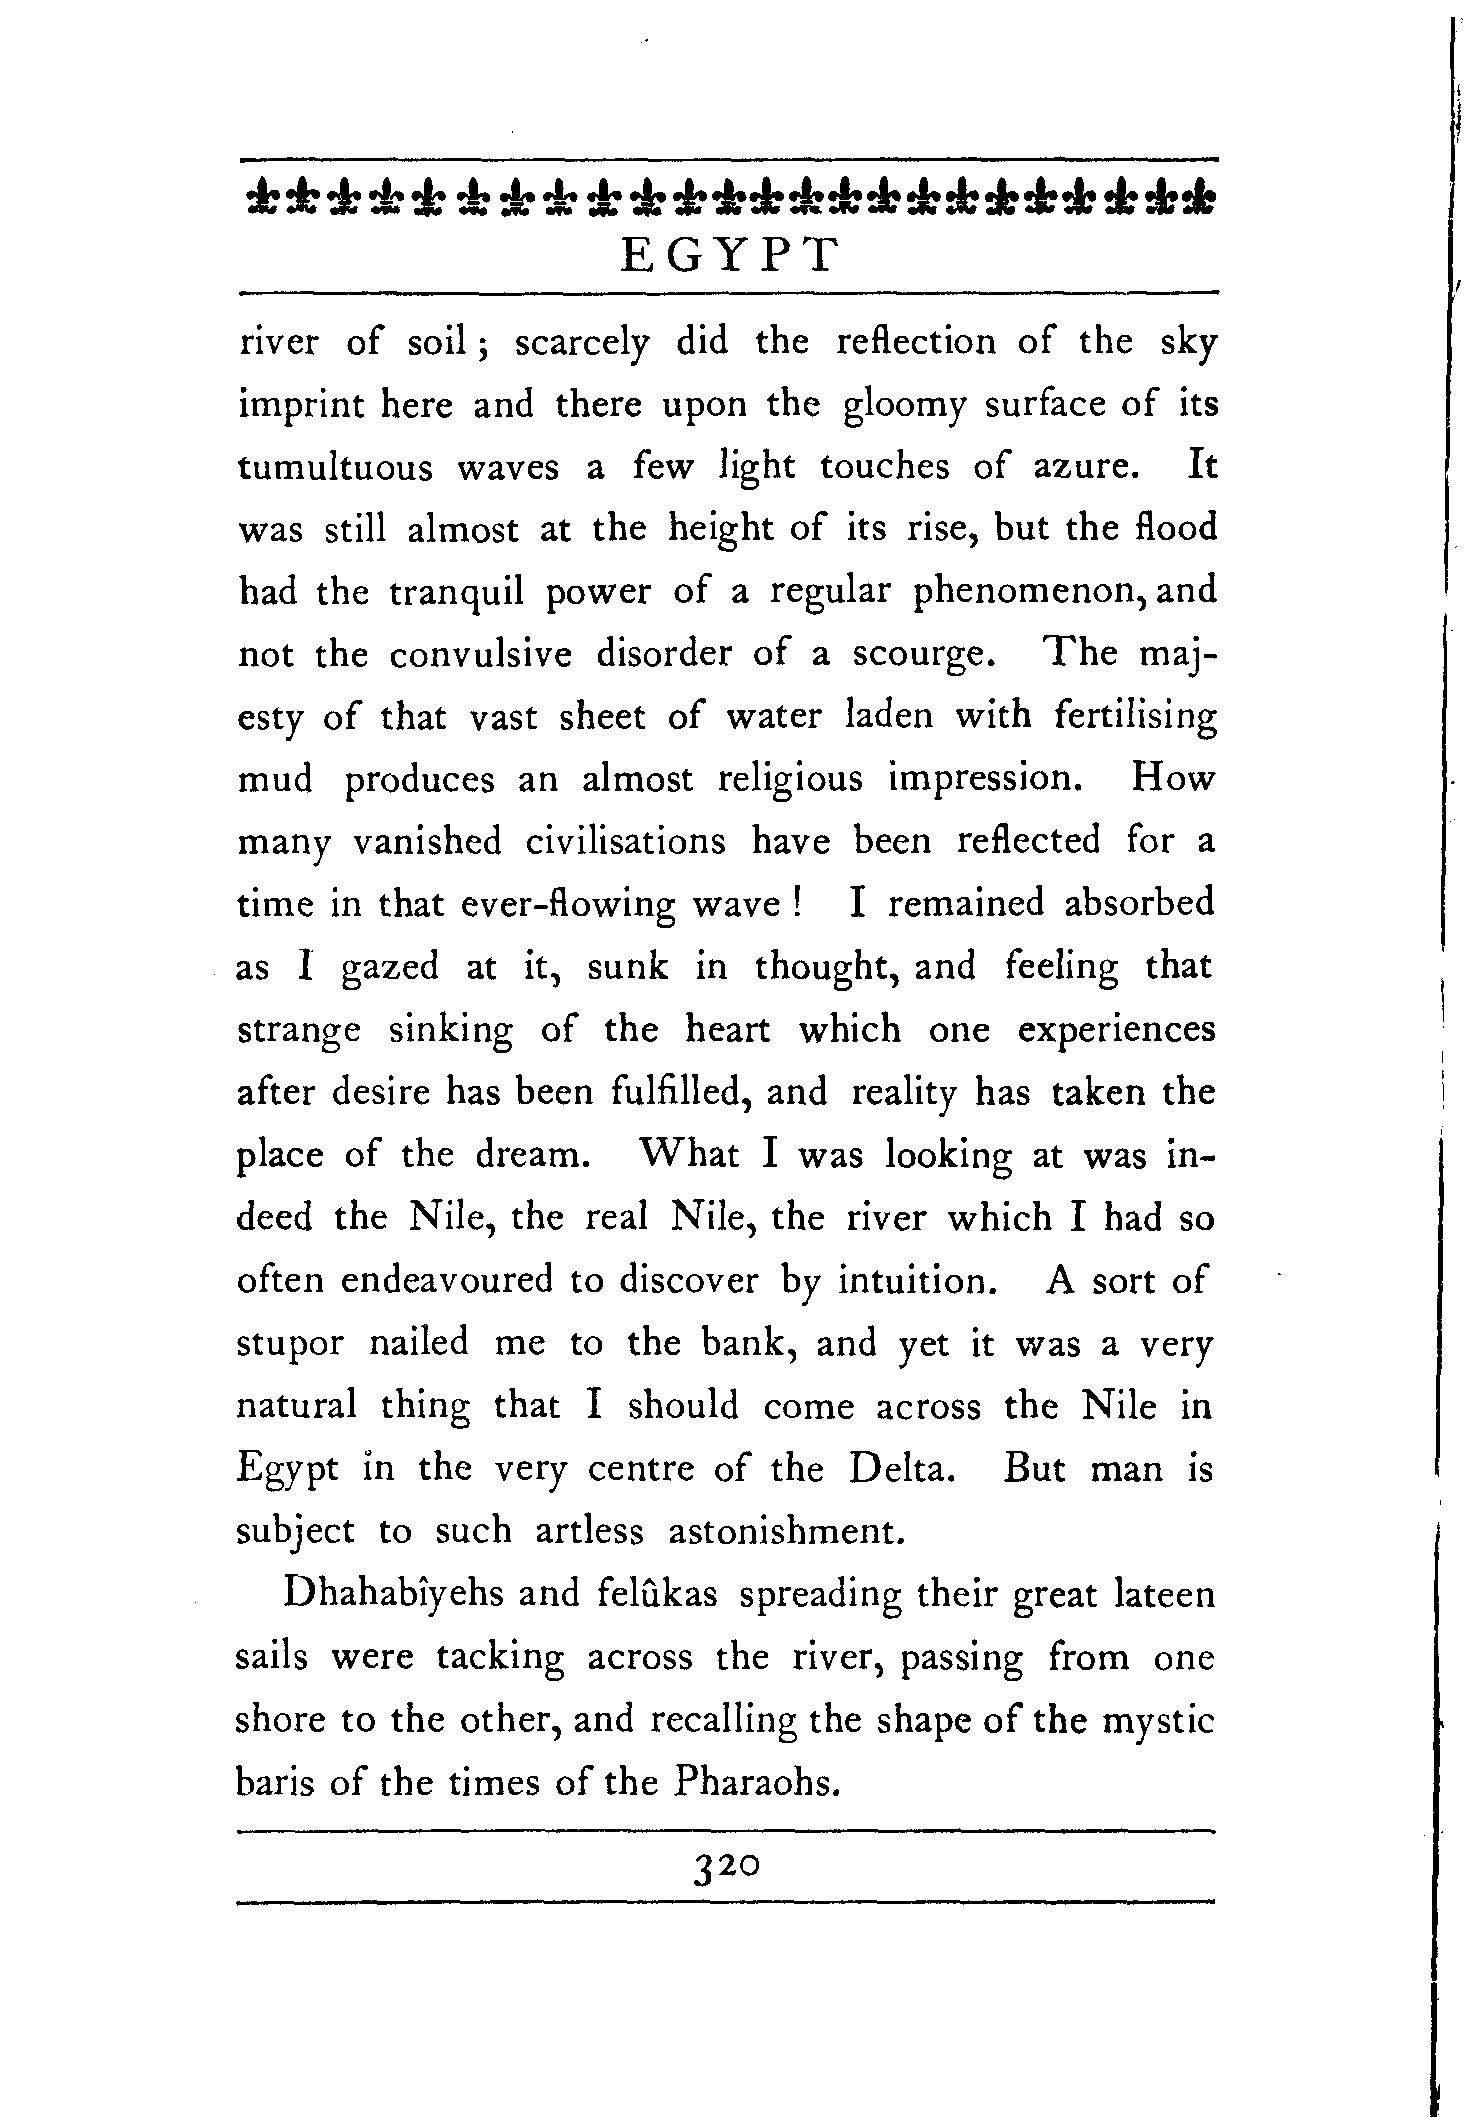 EGYPT
river of soil ; scarcely did the reflection of the sky
imprint here and there upon the gloomy surface of its
tumultuous waves a few light touches of azure. It
was still almost at the height of its rise, but the flood
had the tranquil power of a regular phenomenon, and
not the convulsive disorder of a scourge. The maj-
esty of that vast sheet of water laden with fertilising
mud produces an almost religious impression. How
many vanished civilisations have been reflected for a
time in that ever-flowing wave ! I remained absorbed
as I gazed at it, sunk in thought, and feeling that
strange sinking of the heart which one experiences
after desire has been fulfilled, and reality has taken the
place of the dream. What I was looking at was in-
deed the Nile, the real Nile, the river which I had so
often endeavoured to discover by intuition. A sort of
stupor nailed me to the bank, and yet it was a very
natural thing that I should come across the Nile in
Egypt in the very centre of the Delta. But man is
subject to such artless astonishment.
Dhahabîyehs and felûkas spreading their great lateen
sails were tacking across the river, passing from one
shore to the other, and recalling the shape of the mystic
baris of the times of the Pharaohs.
320